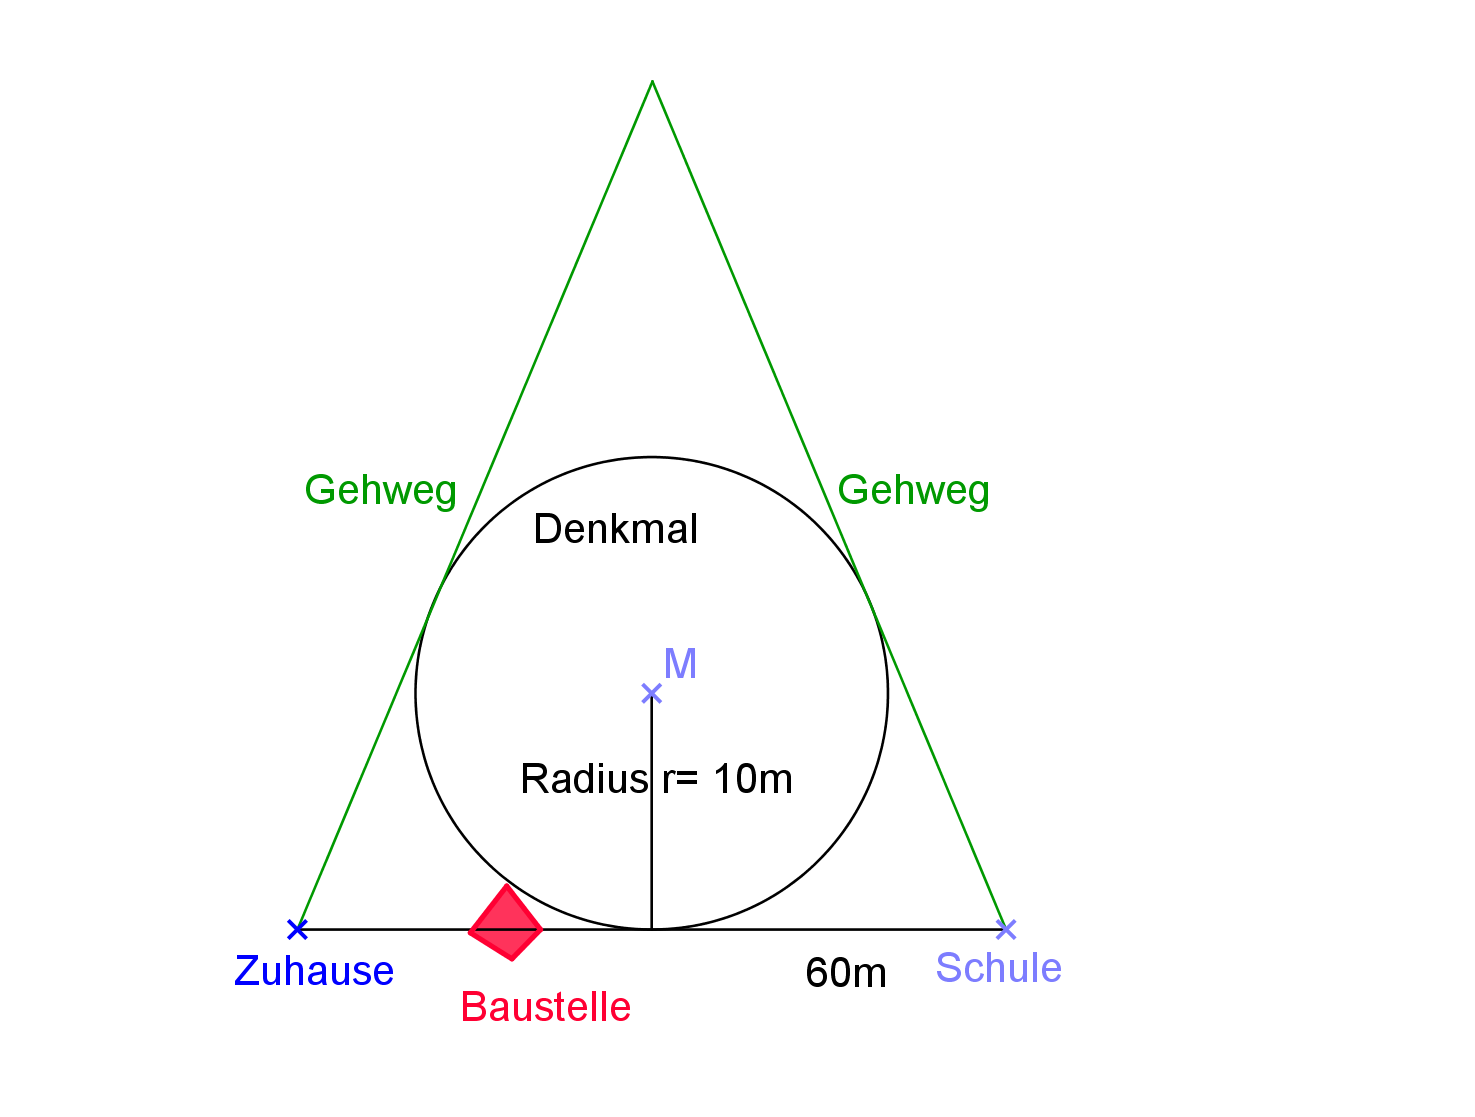 Gehweg
Gehweg
Denkmal
M
Radius r= 10m
Zuhause
60m
Schule
Baustelle